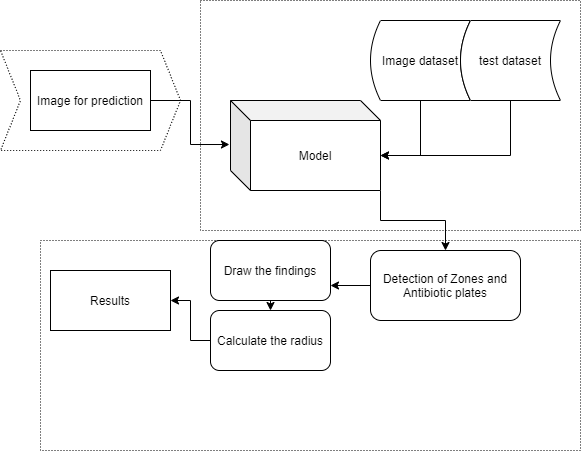 Image dataset
test dataset
Image for prediction
Model
Detection of Zones and
Antibiotic plates
Draw the findings
Calculate the radius
Results